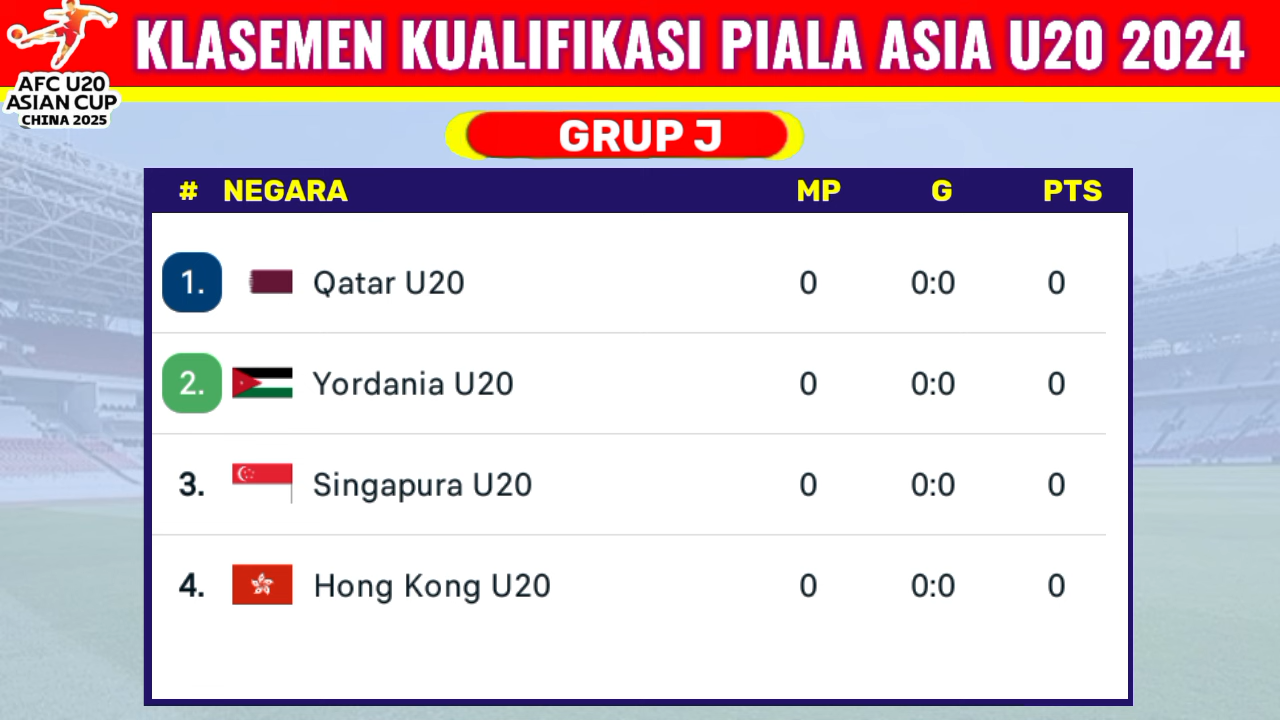 KLASEMEN KUALIFIKASI PIALA ASIA U20 2024
AFC U20
ASIAN CUP
CHINA 2025
GRUP J
# NEGARA MP G PTS
1. Qatar U20 0 0:0 0
2. Yordania U20 0 0:0 0
3. Singapura U20 0 0:0 0
4. Hong Kong U20 0 0:0 0